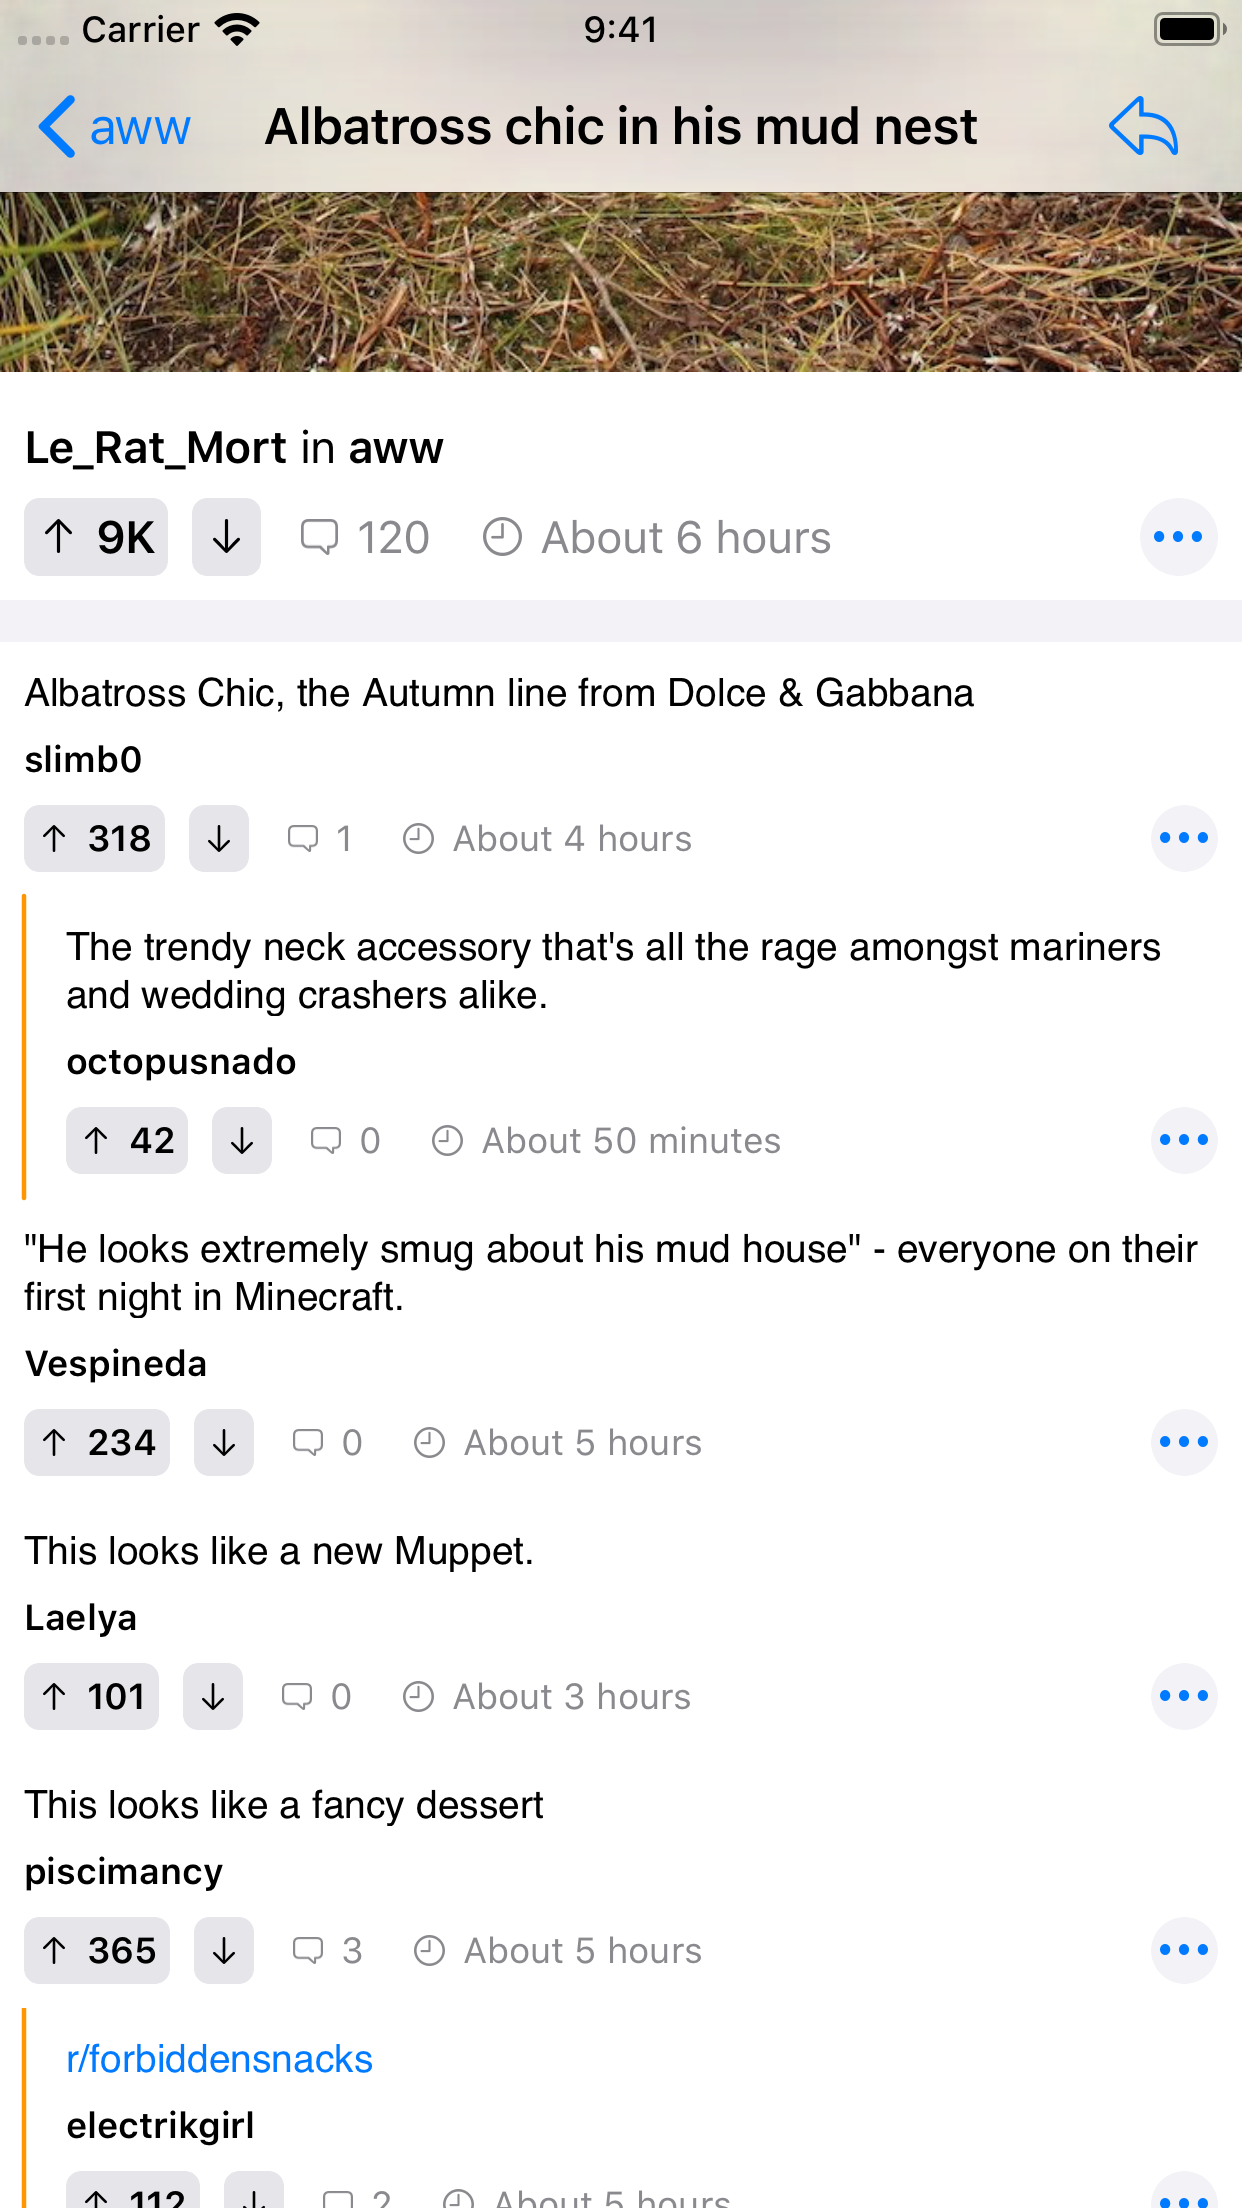 Carrier 9:41
aww Albatross chic in his mud nest
Le_Rat_Mort in aww
9K 120 About 6 hours
Albatross Chic, the Autumn line from Dolce & Gabbana
slimb0
318 1 About 4 hours
The trendy neck accessory that's all the rage amongst mariners
and wedding crashers alike.
octopusnado
42 0 About 50 minutes
"He looks extremely smug about his mud house" - everyone on their
first night in Minecraft.
Vespineda
234 0 About 5 hours
This looks like a new Muppet.
Laelya
101 0 About 3 hours
This looks like a fancy dessert
piscimancy
365 3 About 5 hours
r/forbiddensnacks
electrikgirl
112 2 About 5 hours